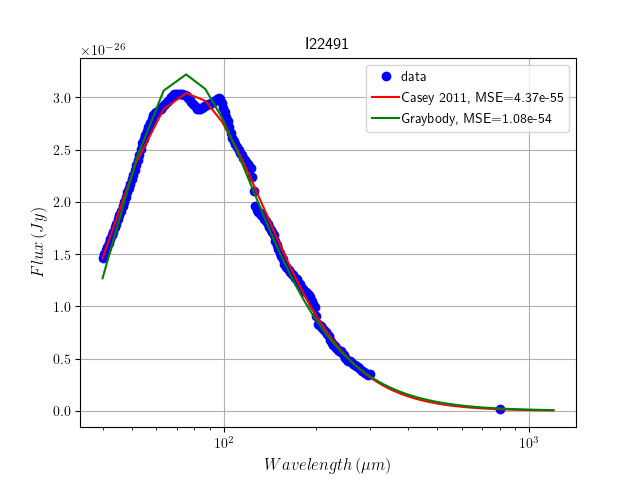 I22491
×10⁻²⁶
data
Casey 2011, MSE=4.37e-55
Graybody, MSE=1.08e-54
3.0
2.5
2.0
1.5
1.0
0.5
0.0
Flux (Jy)
10² 10³
Wavelength (μm)